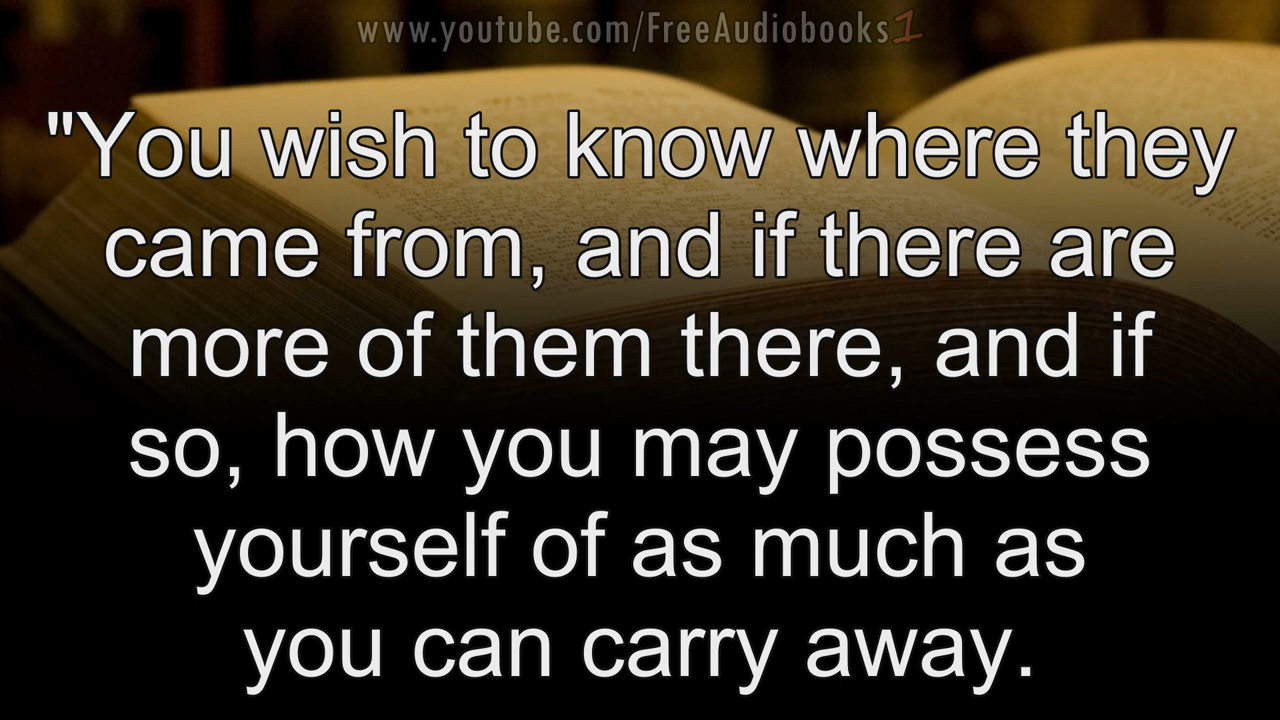 www.youtube.com/FreeAudiobooks1
"You wish to know where they
came from, and if there are
more of them there, and if
so, how you may possess
yourself of as much as
you can carry away.